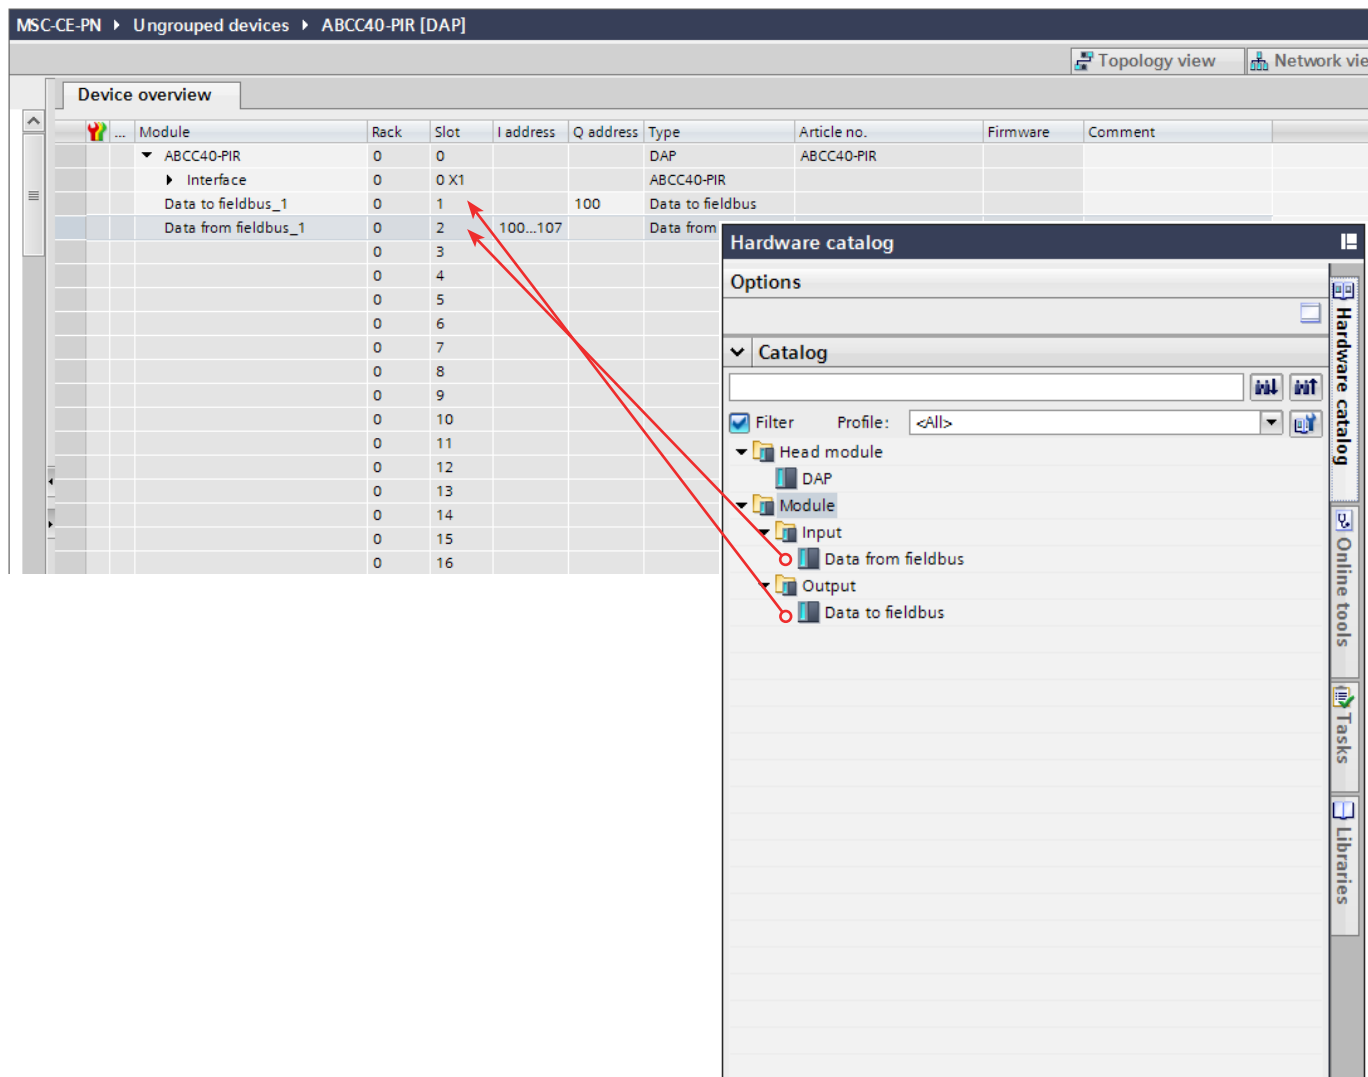 MSC-CE-PN Ungrouped devices ABCC40-PIR [DAP]
Topology view Network vie
Device overview
... Module Rack Slot I address Q address Type Article no. Firmware Comment
ABCC40-PIR 0 0 DAP ABCC40-PIR
Interface 0 0 X1 ABCC40-PIR
Data to fieldbus_1 0 1 100 Data to fieldbus
Data from fieldbus_1 0 2 100...107 Data from
0 3
0 4
0 5
0 6
0 7
0 8
0 9
0 10
0 11
0 12
0 13
0 14
0 15
0 16
Hardware catalog
Options
Catalog
Filter Profile: <All>
Head module
DAP
Module
Input
Data from fieldbus
Output
Data to fieldbus
Hardware catalog
Online tools
Tasks
Libraries